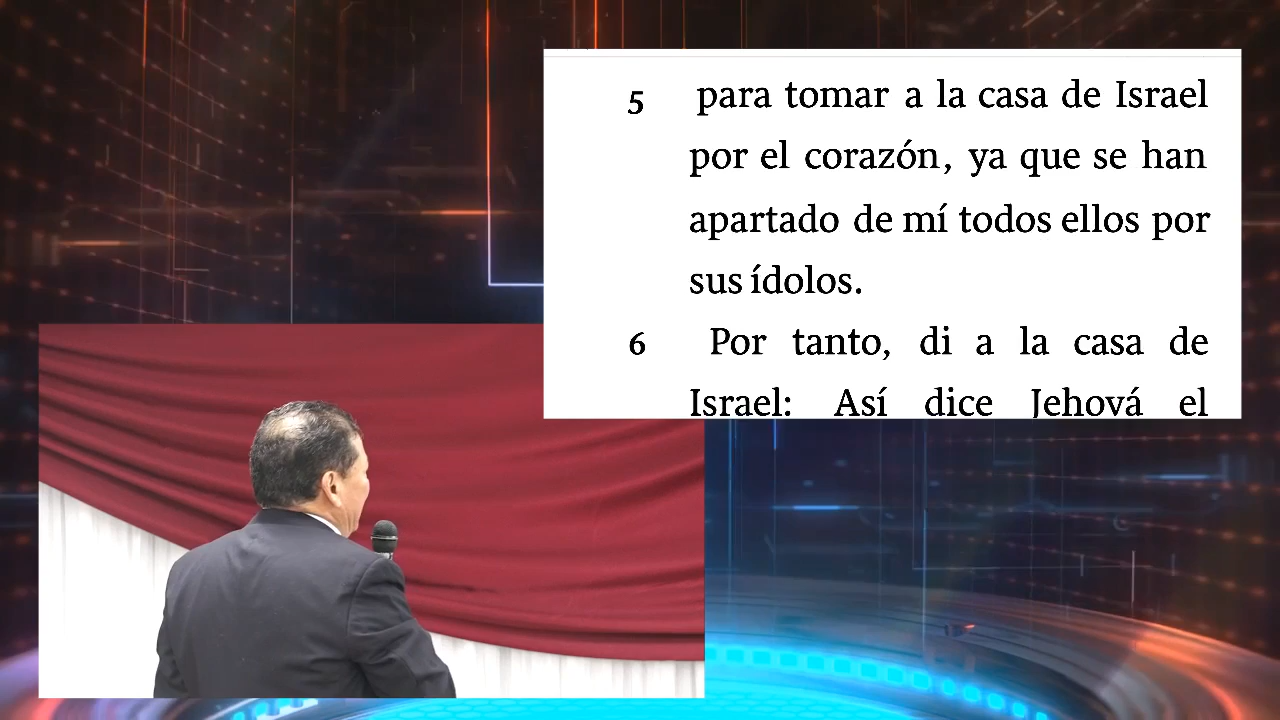 5 para tomar a la casa de Israel
por el corazón, ya que se han
apartado de mí todos ellos por
sus ídolos.
6 Por tanto, di a la casa de
Israel: Así dice Jehová el